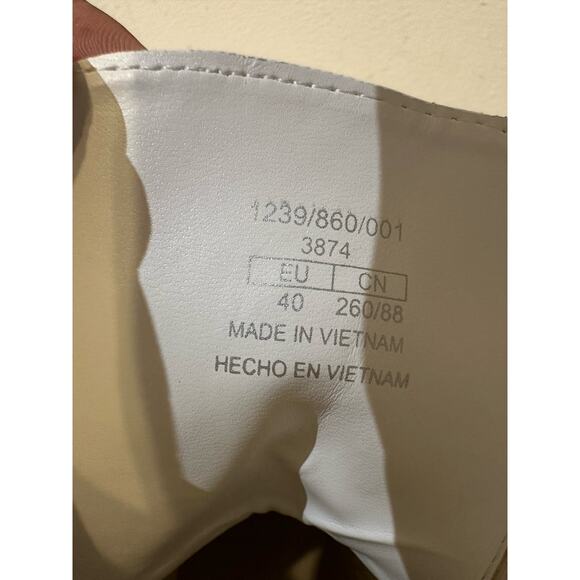 1239/860/001
3874
EU CN
40 260/88
MADE IN VIETNAM
HECHO EN VIETNAM